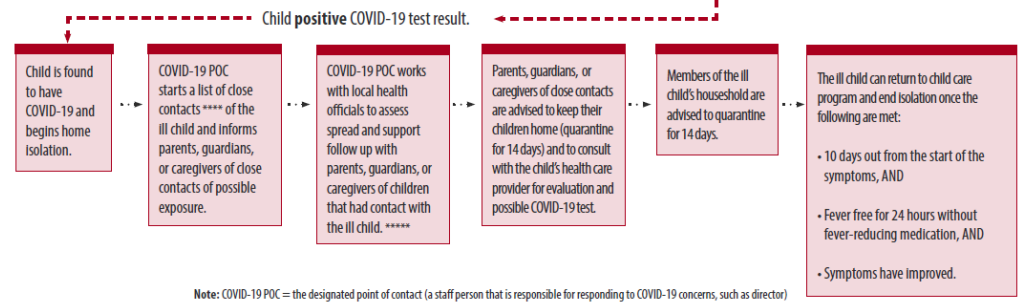 Child positive COVID-19 test result.
Child is found
to have
COVID-19 and
begins home
isolation.
COVID-19 POC
starts a list of close
contacts **** of the
ill child and informs
parents, guardians,
or caregivers of close
contacts of possible
exposure.
COVID-19 POC works
with local health
officials to assess
spread and support
follow up with
parents, guardians, or
caregivers of children
that had contact with
the ill child. *****
Parents, guardians, or
caregivers of close contacts
are advised to keep their
children home (quarantine
for 14 days) and to consult
with the child's health care
provider for evaluation and
possible COVID-19 test.
Members of the ill
child's houseshold are
advised to quarantine
for 14 days.
The ill child can return to child care
program and end isolation once the
following are met:
• 10 days out from the start of the
symptoms, AND
• Fever free for 24 hours without
fever-reducing medication, AND
• Symptoms have improved.
Note: COVID-19 POC = the designated point of contact (a staff person that is responsible for responding to COVID-19 concerns, such as director)